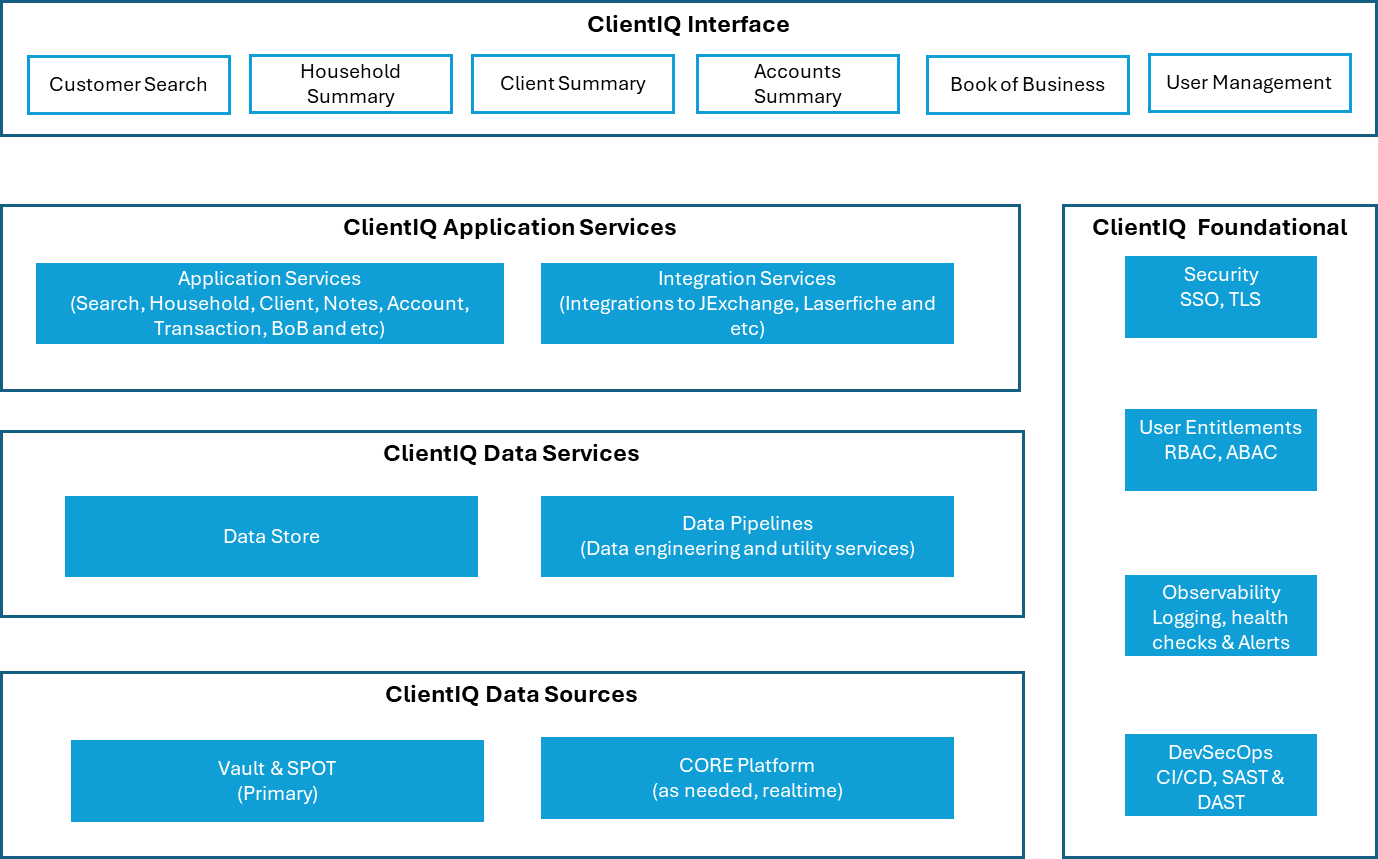 ClientIQ Interface
Customer Search
Household
Summary
Client Summary
Accounts
Summary
Book of Business
User Management
ClientIQ Application Services
Application Services
(Search, Household, Client, Notes, Account,
Transaction, BoB and etc)
Integration Services
(Integrations to JExchange, Laserfiche and
etc)
ClientIQ Data Services
Data Store
Data Pipelines
(Data engineering and utility services)
ClientIQ Data Sources
Vault & SPOT
(Primary)
CORE Platform
(as needed, realtime)
ClientIQ  Foundational
Security
SSO, TLS
User Entitlements
RBAC, ABAC
Observability
Logging, health
checks & Alerts
DevSecOps
CI/CD, SAST &
DAST